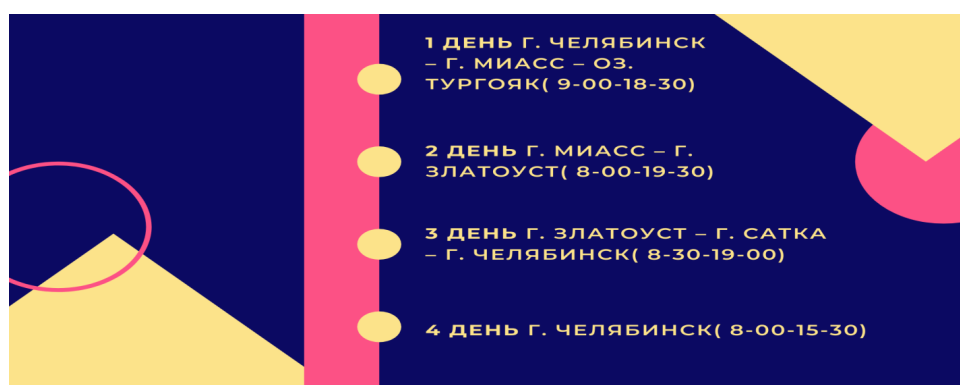 1 ДЕНЬ Г. ЧЕЛЯБИНСК
– Г. МИАСС – ОЗ.
ТУРГОЯК( 9-00-18-30)
2 ДЕНЬ Г. МИАСС – Г.
ЗЛАТОУСТ( 8-00-19-30)
3 ДЕНЬ Г. ЗЛАТОУСТ – Г. САТКА
– Г. ЧЕЛЯБИНСК( 8-30-19-00)
4 ДЕНЬ Г. ЧЕЛЯБИНСК( 8-00-15-30)